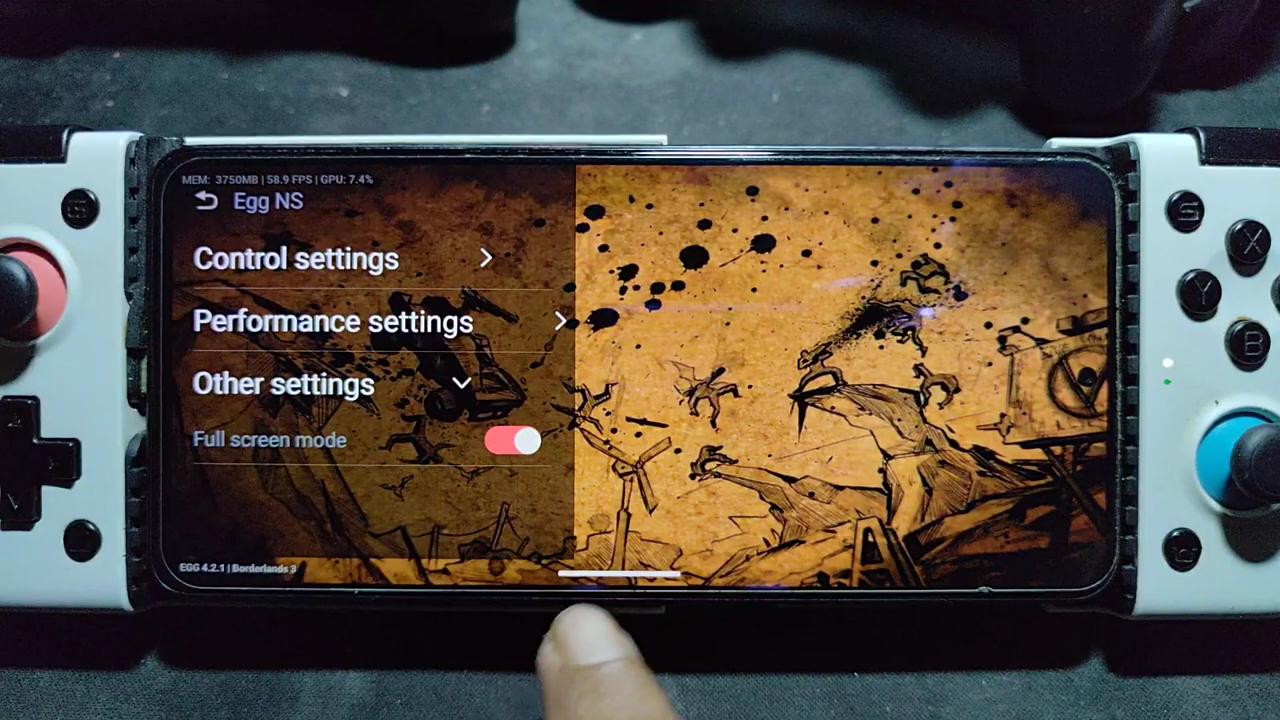 MEM: 3750MB | 58.9 FPS | GPU: 7.4%
Egg NS
Control settings
Performance settings
Other settings
Full screen mode
EGG 4.2.1 | Borderlands 3
X
Y
B